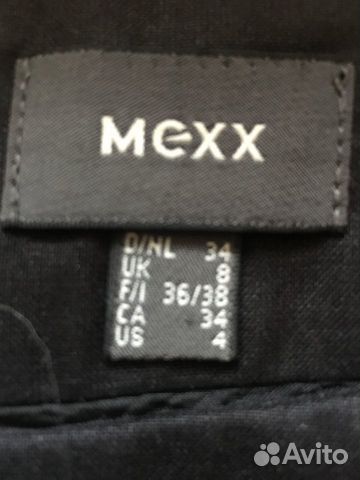 MEXX
D/NL 34
UK 8
F/I 36/38
CA 34
US 4
Avito